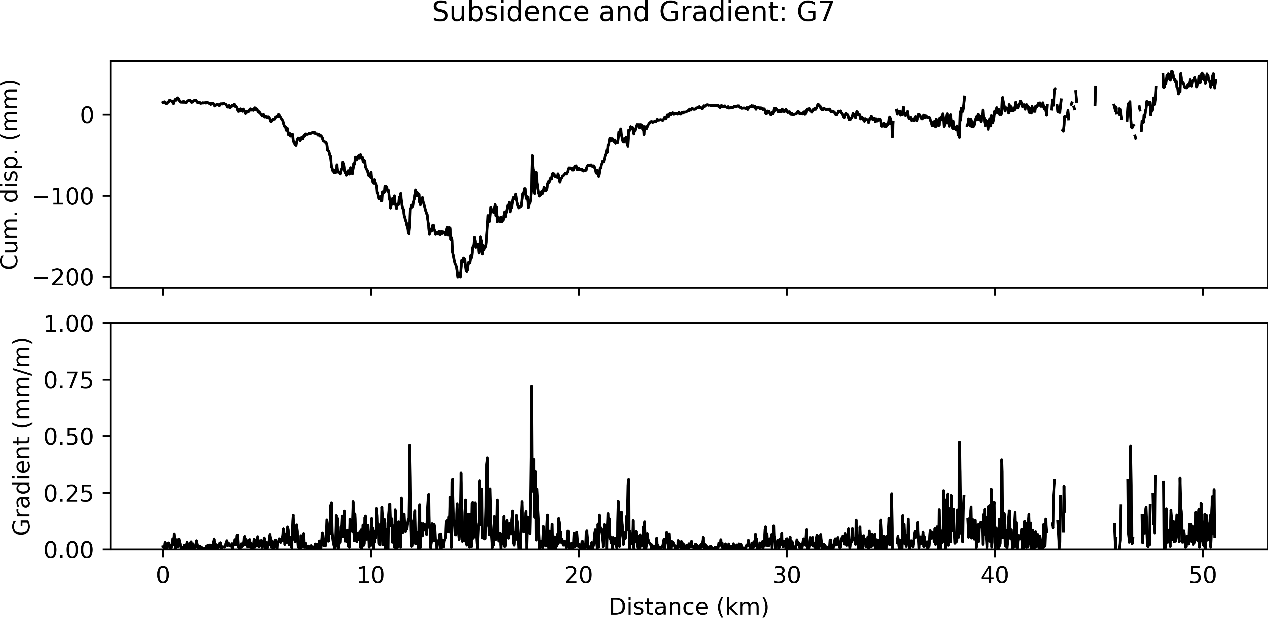 Subsidence and Gradient: G7
Cum. disp. (mm)
0
−100
−200
Gradient (mm/m)
1.00
0.75
0.50
0.25
0.00
0 10 20 30 40 50
Distance (km)